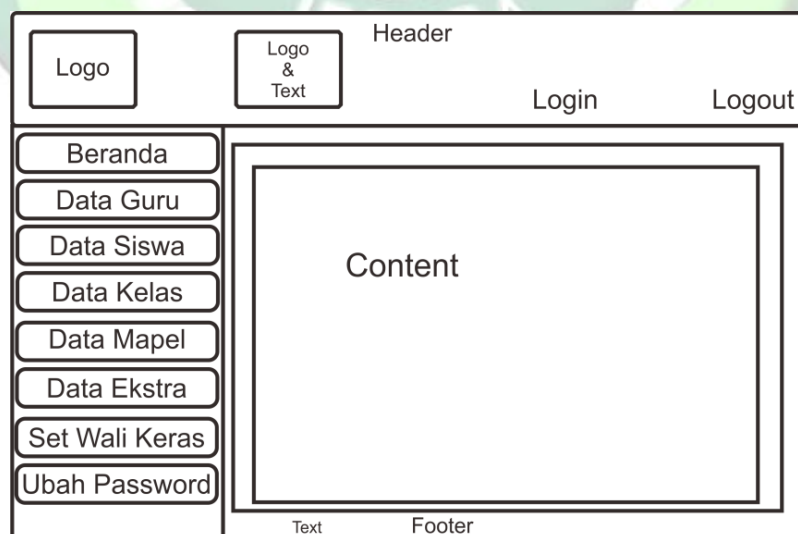 Header
Logo
Logo
&
Text
Login
Logout
Beranda
Data Guru
Data Siswa
Data Kelas
Data Mapel
Data Ekstra
Set Wali Keras
Ubah Password
Content
Text
Footer